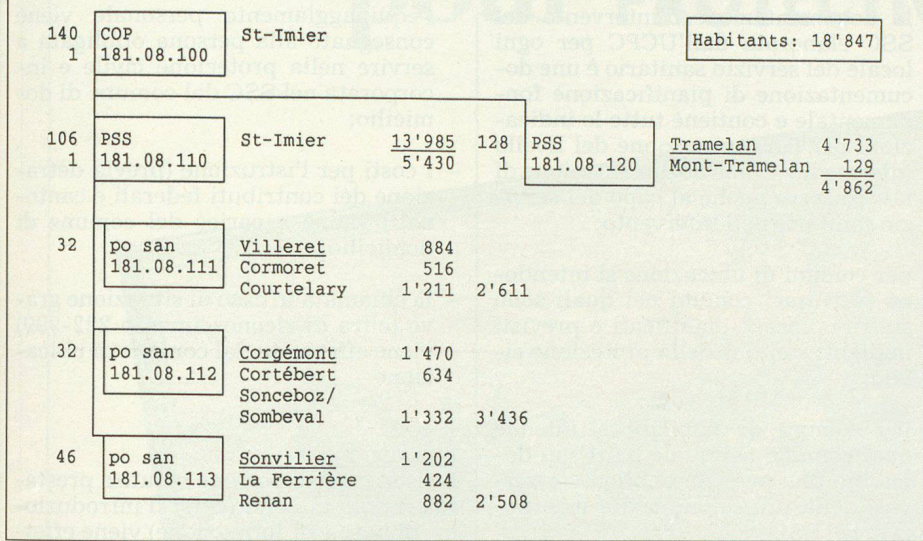 140 COP St-Imier Habitants: 18'847
1 181.08.100
106 PSS St-Imier 13'985 128 PSS Tramelan 4'733
1 181.08.110 5'430 181.08.120 Mont-Tramelan 129
4'862
32 po san Villeret 884
181.08.111 Cormoret 516
Courtelary 1'211 2'611
32 po san Corgémont 1'470
181.08.112 Cortébert 634
Sonceboz/
Sombeval 1'332 3'436
46 po san Sonvilier 1'202
181.08.113 La Ferrière 424
Renan 882 2'508